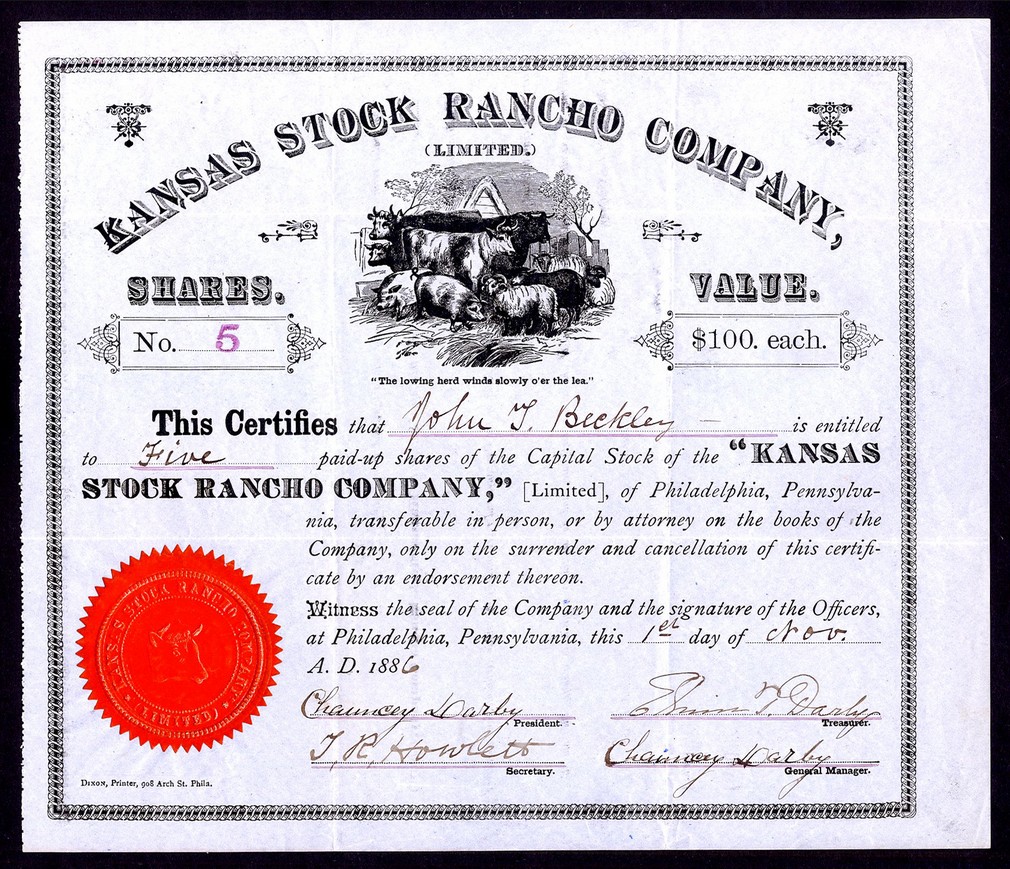 KANSAS STOCK RANCHO COMPANY,
(LIMITED.)
SHARES.
VALUE.
No. 5
$100. each.
"The lowing herd winds slowly o'er the lea."
This Certifies that John T. Beckley — is entitled
to Five paid-up shares of the Capital Stock of the "KANSAS
STOCK RANCHO COMPANY," [Limited], of Philadelphia, Pennsylva-
nia, transferable in person, or by attorney on the books of the
Company, only on the surrender and cancellation of this certifi-
cate by an endorsement thereon.
Witness the seal of the Company and the signature of the Officers,
at Philadelphia, Pennsylvania, this 1st day of Nov.
A. D. 1886
Chauncey Darby
President.
T. Darby
Treasurer.
T. R. Howlett
Secretary.
Chauncey Darby
General Manager.
KANSAS STOCK RANCHO COMPANY
(LIMITED)
DIXON, Printer, 908 Arch St. Phila.